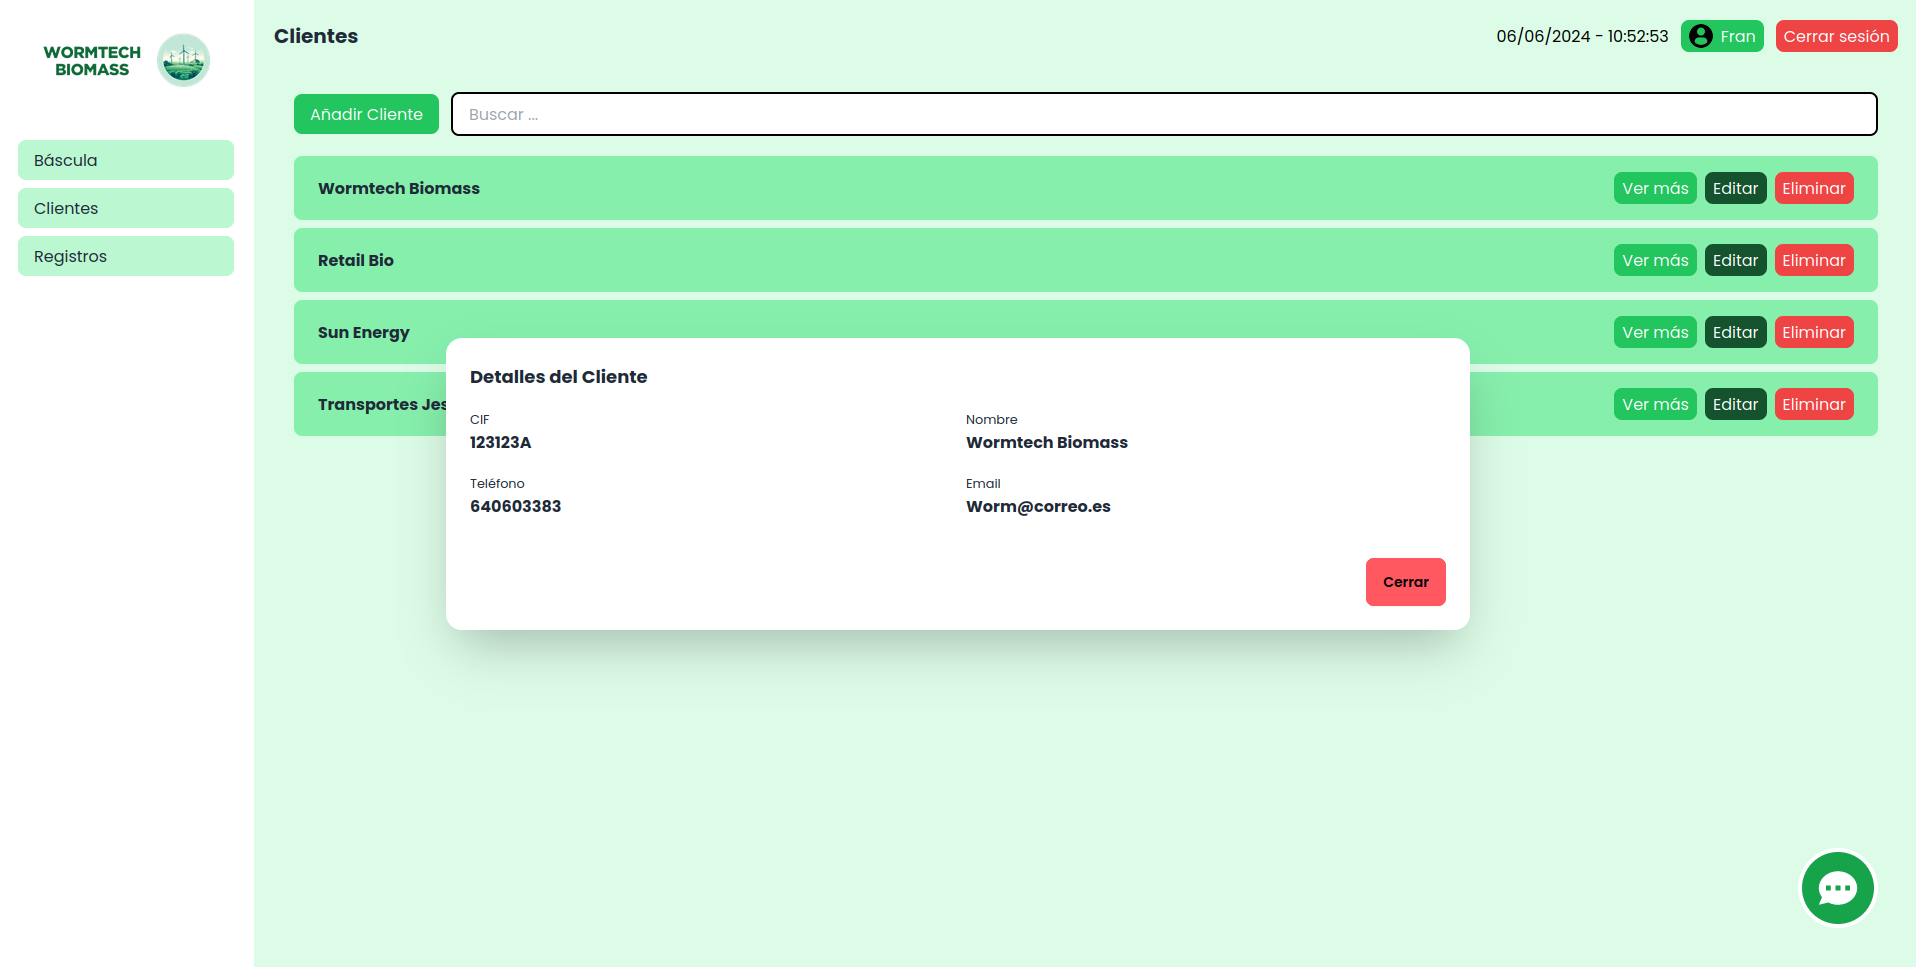 WORMTECH
BIOMASS
Báscula
Clientes
Registros
Clientes
06/06/2024 - 10:52:53
Fran
Cerrar sesión
Añadir Cliente
Buscar ...
Wormtech Biomass
Ver más
Editar
Eliminar
Retail Bio
Ver más
Editar
Eliminar
Sun Energy
Ver más
Editar
Eliminar
Transportes Jes
Ver más
Editar
Eliminar
Detalles del Cliente
CIF
123123A
Nombre
Wormtech Biomass
Teléfono
640603383
Email
Worm@correo.es
Cerrar